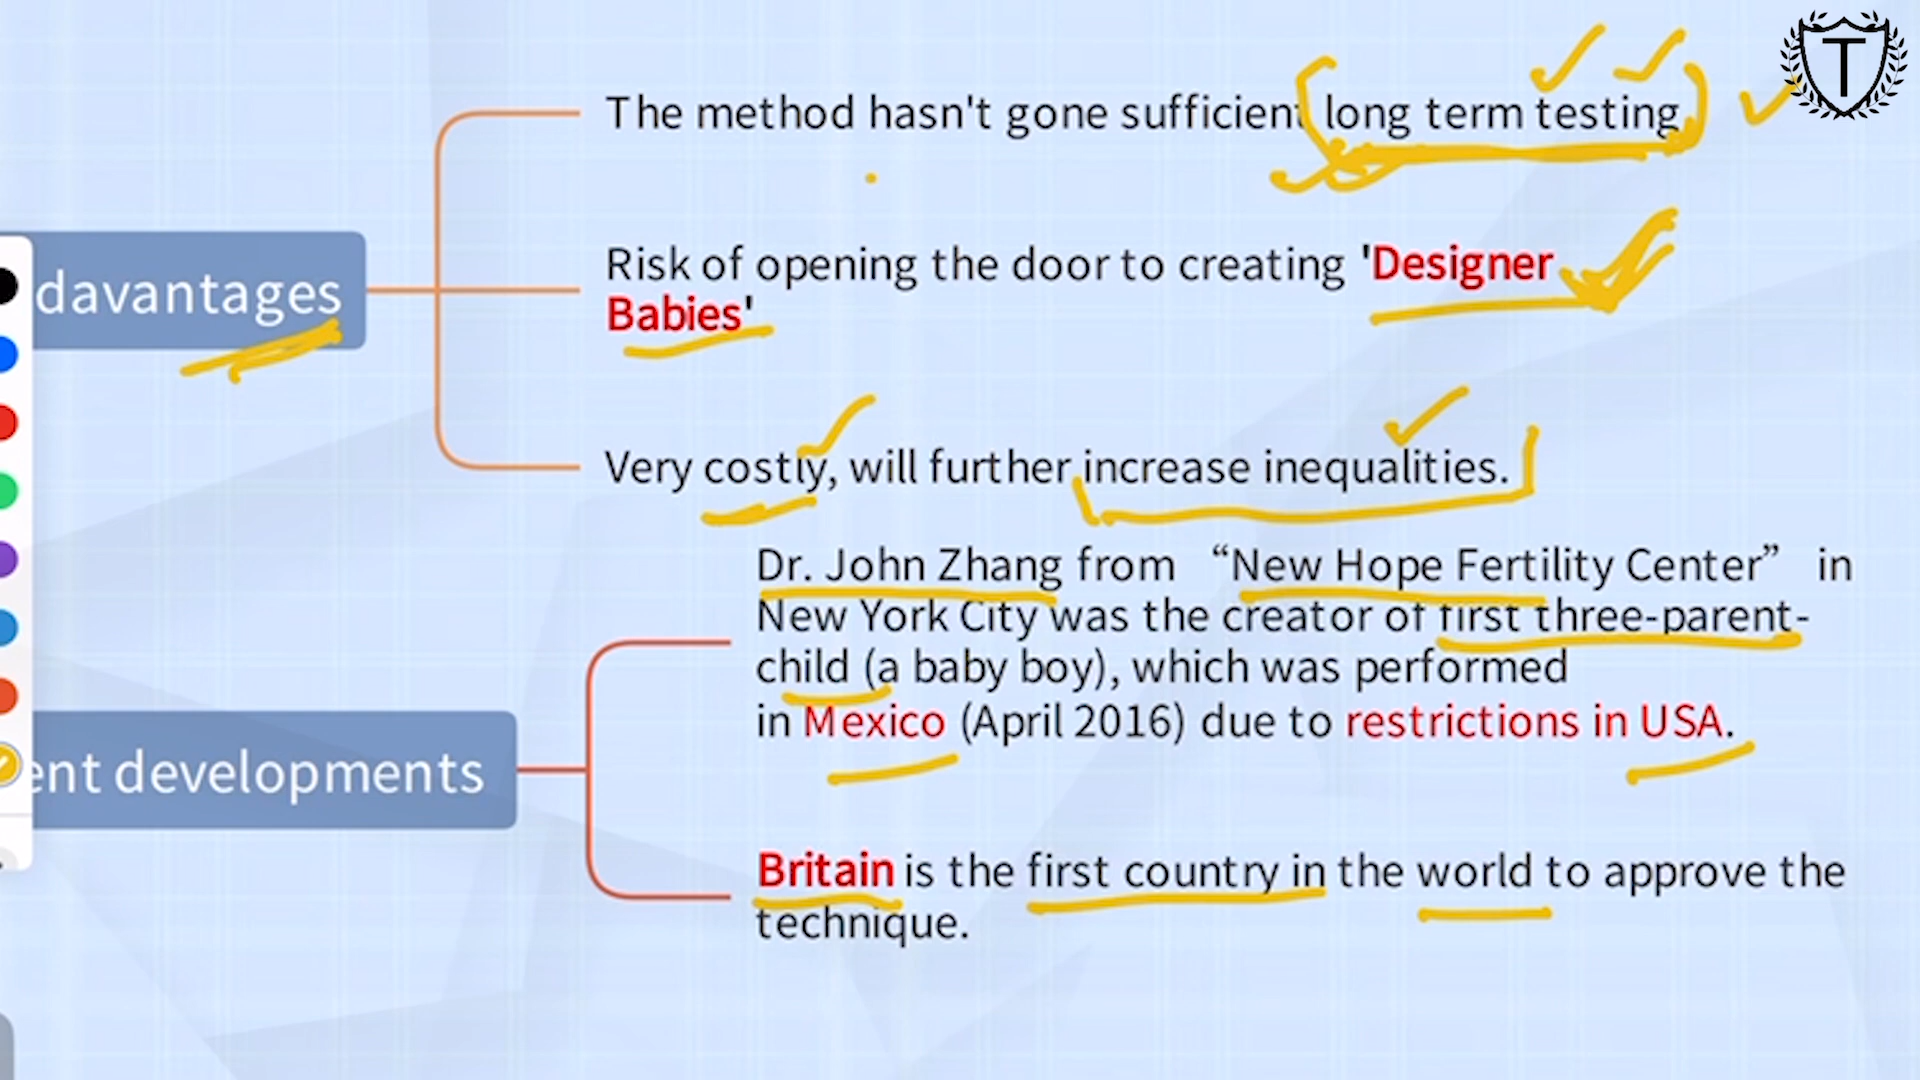 The method hasn't gone sufficient long term testing
davantages
Risk of opening the door to creating 'Designer
Babies'
Very costly, will further increase inequalities.
Dr. John Zhang from “New Hope Fertility Center” in
New York City was the creator of first three-parent-
child (a baby boy), which was performed
in Mexico (April 2016) due to restrictions in USA.
ent developments
Britain is the first country in the world to approve the
technique.
T